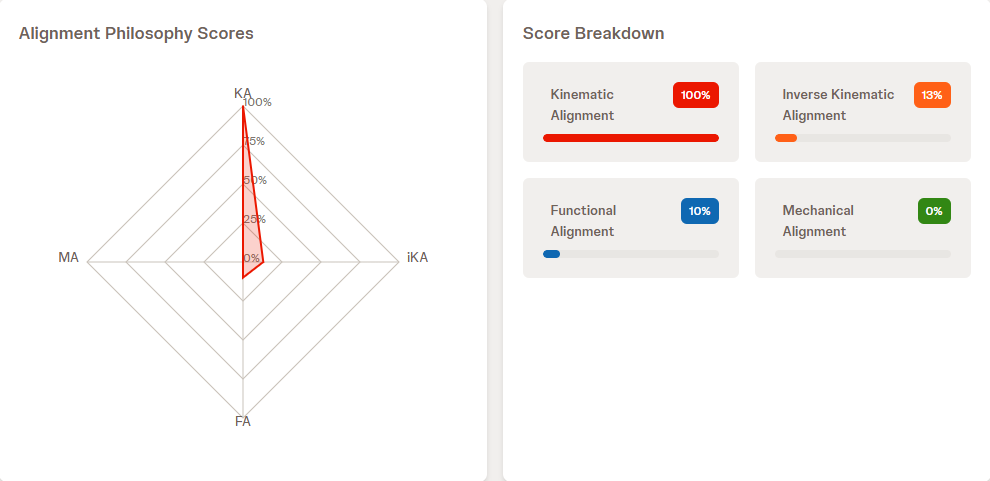 Alignment Philosophy Scores
KA
100%
75%
50%
25%
0%
MA
iKA
FA
Score Breakdown
Kinematic
Alignment
100%
Inverse Kinematic
Alignment
13%
Functional
Alignment
10%
Mechanical
Alignment
0%